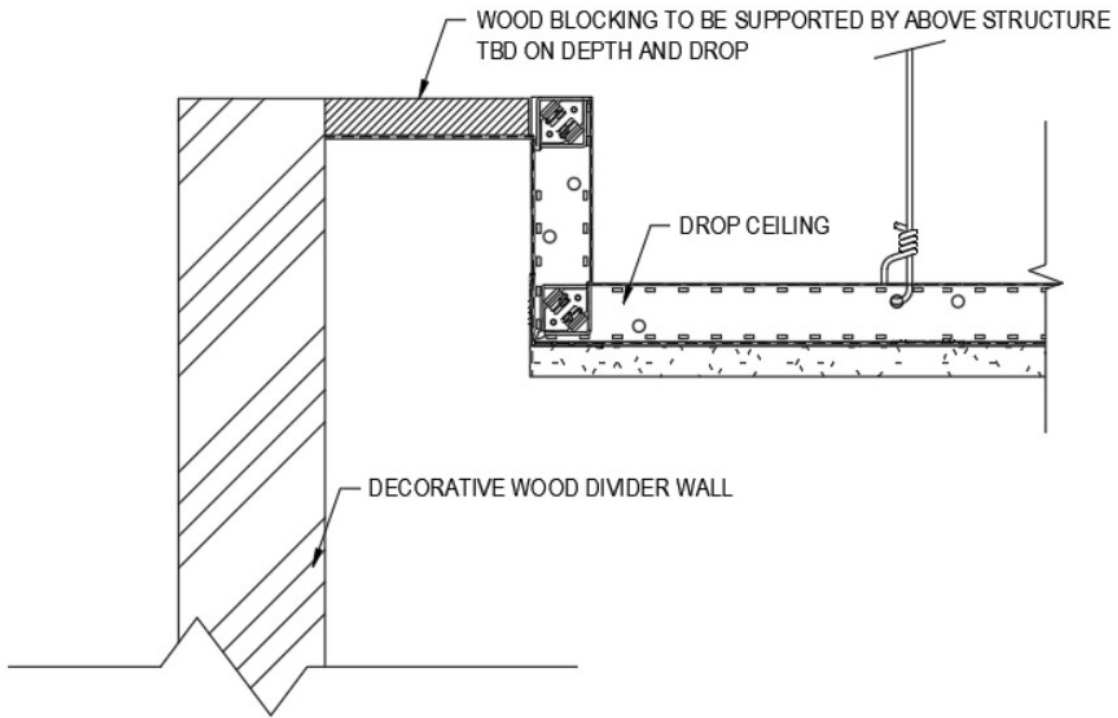 WOOD BLOCKING TO BE SUPPORTED BY ABOVE STRUCTURE
TBD ON DEPTH AND DROP
DROP CEILING
DECORATIVE WOOD DIVIDER WALL